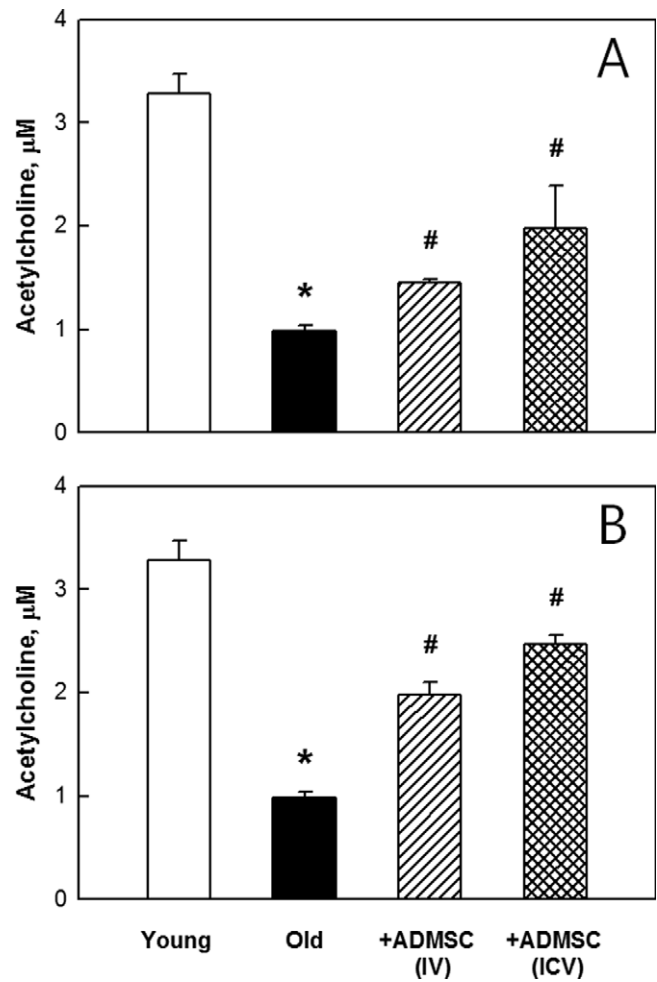 A
Acetylcholine, μM
4
3
2
1
0
*
#
#
B
Acetylcholine, μM
4
3
2
1
0
*
#
#
Young
Old
+ADMSC
(IV)
+ADMSC
(ICV)